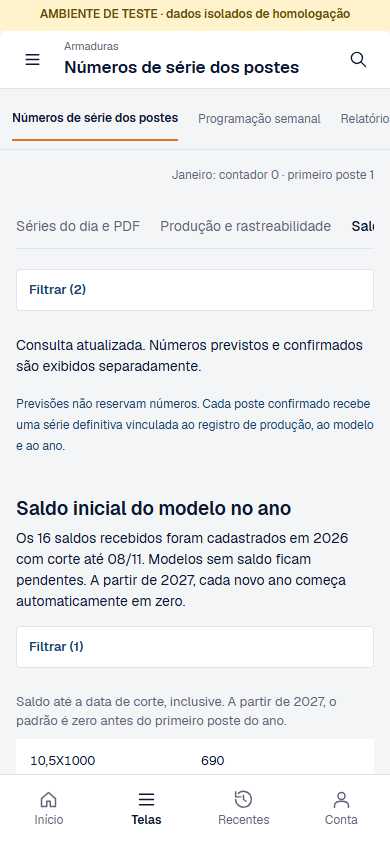 AMBIENTE DE TESTE · dados isolados de homologação
Armaduras
Números de série dos postes
Números de série dos postes
Programação semanal
Relatório
Janeiro: contador 0 · primeiro poste 1
Séries do dia e PDF
Produção e rastreabilidade
Filtrar (2)
Consulta atualizada. Números previstos e confirmados
são exibidos separadamente.
Previsões não reservam números. Cada poste confirmado recebe
uma série definitiva vinculada ao registro de produção, ao modelo
e ao ano.
Saldo inicial do modelo no ano
Os 16 saldos recebidos foram cadastrados em 2026
com corte até 08/11. Modelos sem saldo ficam
pendentes. A partir de 2027, cada novo ano começa
automaticamente em zero.
Filtrar (1)
Saldo até a data de corte, inclusive. A partir de 2027, o
padrão é zero antes do primeiro poste do ano.
10,5X1000
690
Início
Telas
Recentes
Conta